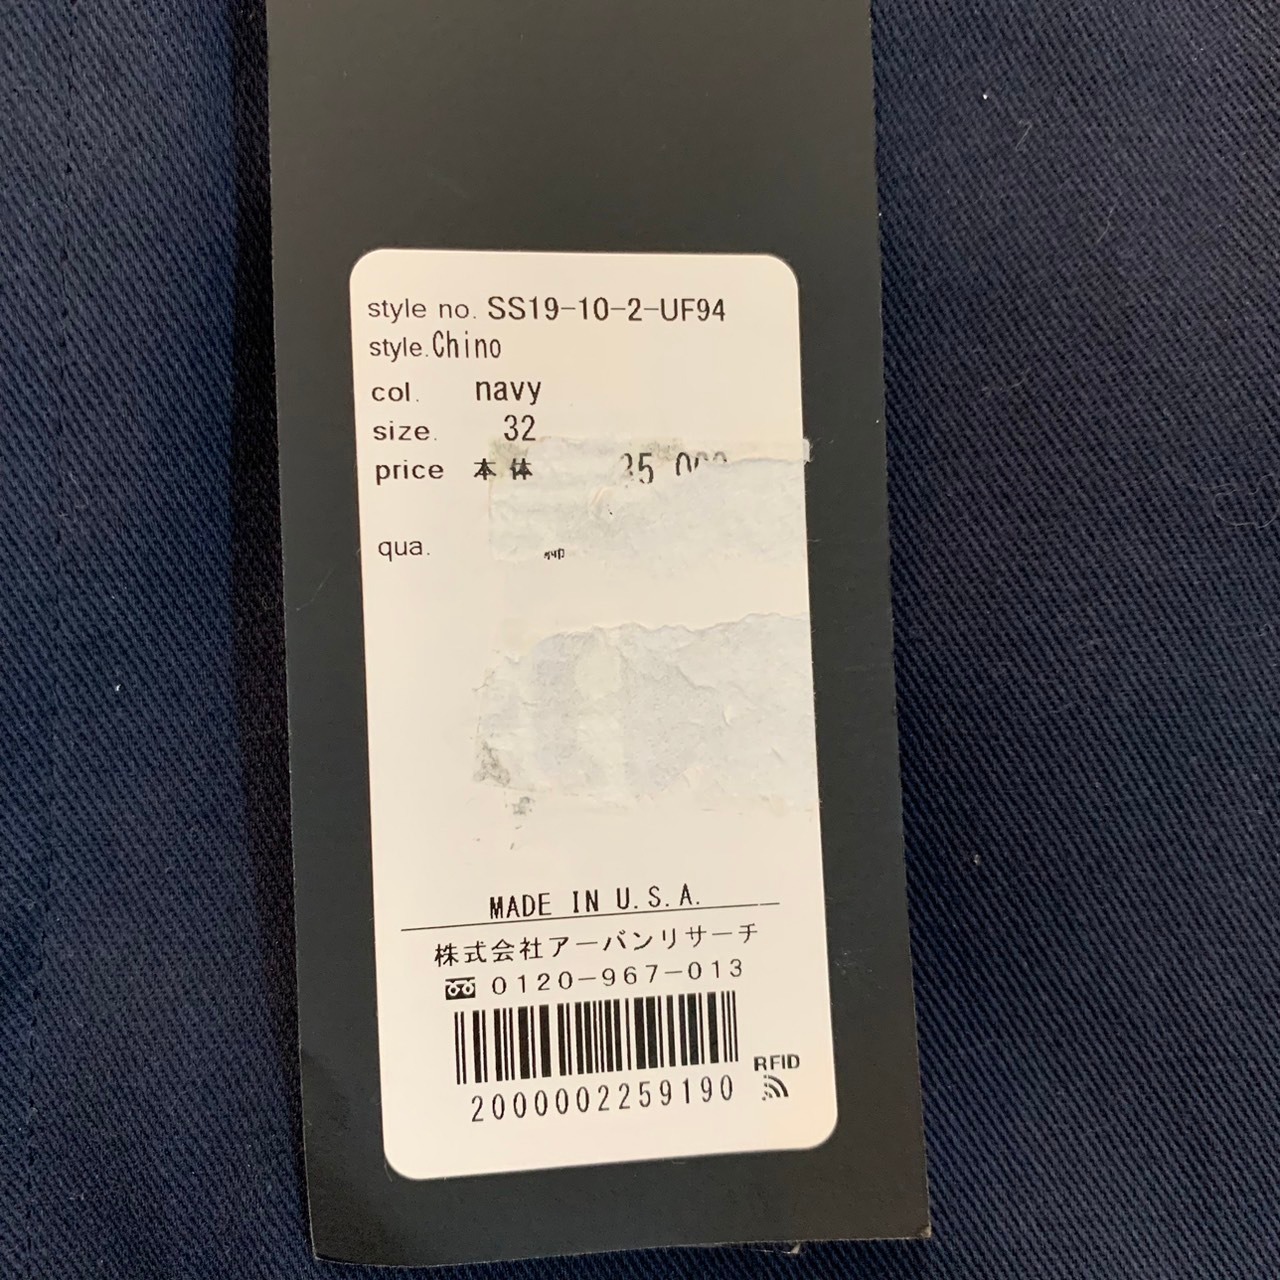 style no. SS19-10-2-UF94
style. Chino
col. navy
size. 32
price 本体
qua.
MADE IN U.S.A.
株式会社アーバンリサーチ
0120-967-013
RFID
2000002259190